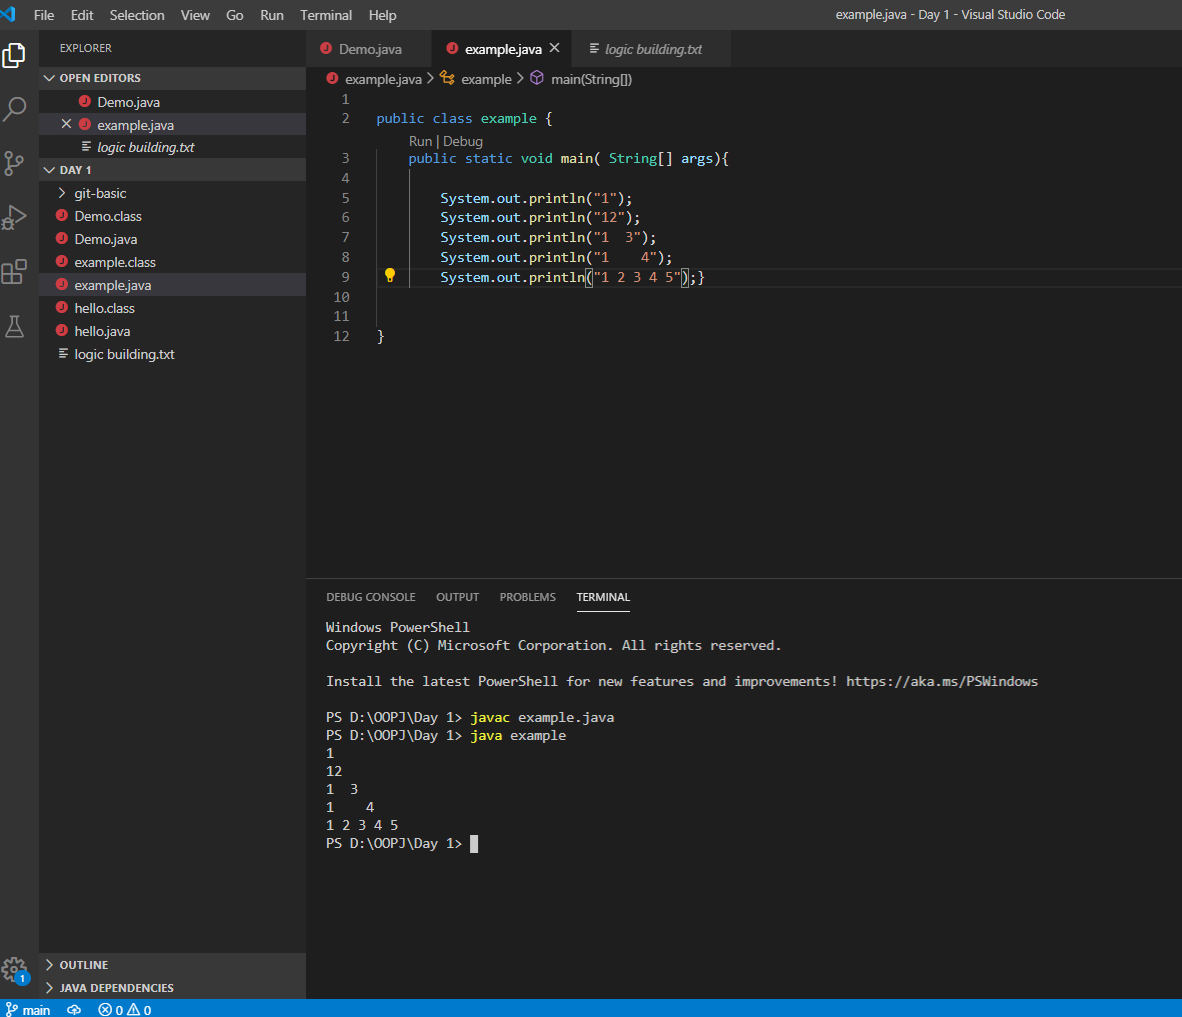 File Edit Selection View Go Run Terminal Help
example.java - Day 1 - Visual Studio Code
EXPLORER
OPEN EDITORS
Demo.java
example.java
logic building.txt
DAY 1
git-basic
Demo.class
Demo.java
example.class
example.java
hello.class
hello.java
logic building.txt
OUTLINE
JAVA DEPENDENCIES
Demo.java example.java logic building.txt
example.java > example > main(String[])
1
2 public class example {
Run | Debug
3 public static void main( String[] args){
4
5 System.out.println("1");
6 System.out.println("12");
7 System.out.println("1  3");
8 System.out.println("1    4");
9 System.out.println("1 2 3 4 5");}
10
11
12 }
DEBUG CONSOLE OUTPUT PROBLEMS TERMINAL
Windows PowerShell
Copyright (C) Microsoft Corporation. All rights reserved.
Install the latest PowerShell for new features and improvements! https://aka.ms/PSWindows
PS D:\OOPJ\Day 1> javac example.java
PS D:\OOPJ\Day 1> java example
1
12
1  3
1    4
1 2 3 4 5
PS D:\OOPJ\Day 1>
1
main 0 0